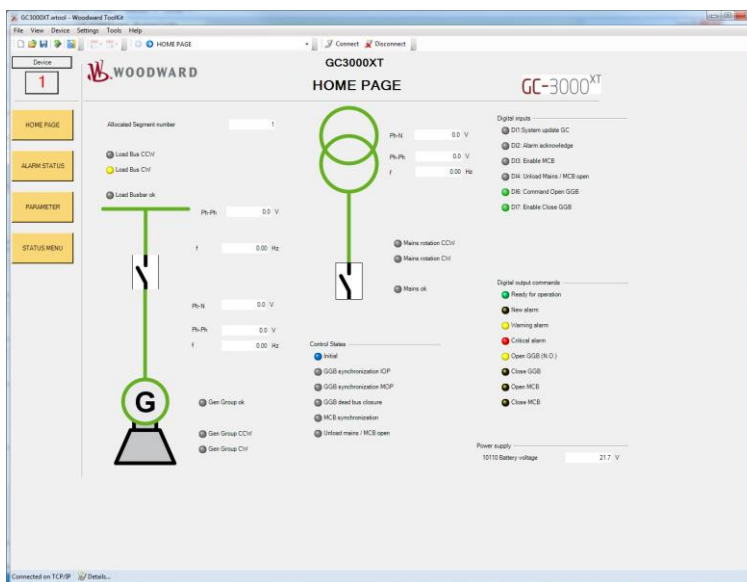 GC3000XT.wtool - Woodward ToolKit
File View Device Settings Tools Help
HOME PAGE
Connect Disconnect
Device
1
WOODWARD
GC3000XT
HOME PAGE
GC-3000XT
HOME PAGE
ALARM STATUS
PARAMETER
STATUS MENU
Allocated Segment number 1
Load Bus CCW
Load Bus CW
Load Busbar ok
Ph-Ph 0.0 V
f 0.00 Hz
Ph-N 0.0 V
Ph-Ph 0.0 V
f 0.00 Hz
G
Gen Group ok
Gen Group CCW
Gen Group CW
Ph-N 0.0 V
Ph-Ph 0.0 V
f 0.00 Hz
Mains rotation CCW
Mains rotation CW
Mains ok
Control States
Initial
GGB synchronization IOP
GGB synchronization MOP
GGB dead bus closure
MCB synchronization
Unload mains / MCB open
Digital inputs
DI1:System update GC
DI2: Alarm acknowledge
DI3: Enable MCB
DI4: Unload Mains / MCB open
DI6: Command Open GGB
DI7: Enable Close GGB
Digital output commands
Ready for operation
New alarm
Warning alarm
Critical alarm
Open GGB (N.O.)
Close GGB
Open MCB
Close MCB
Power supply
10110 Battery voltage 21.7 V
Connected on TCP/IP Details...